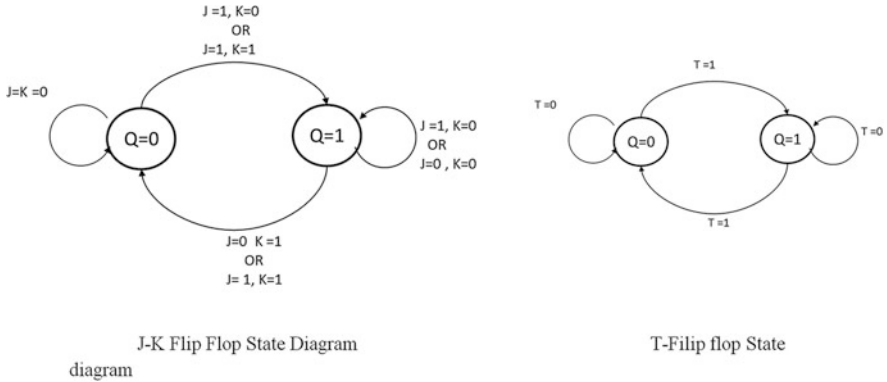 J =1, K=0
OR
J=1, K=1
J=K =0
Q=0
Q=1
J =1, K=0
OR
J=0 , K=0
J=0 K =1
OR
J= 1, K=1
J-K Flip Flop State Diagram
T =1
T =0
Q=0
Q=1
T =0
T =1
T-Filip flop State
diagram